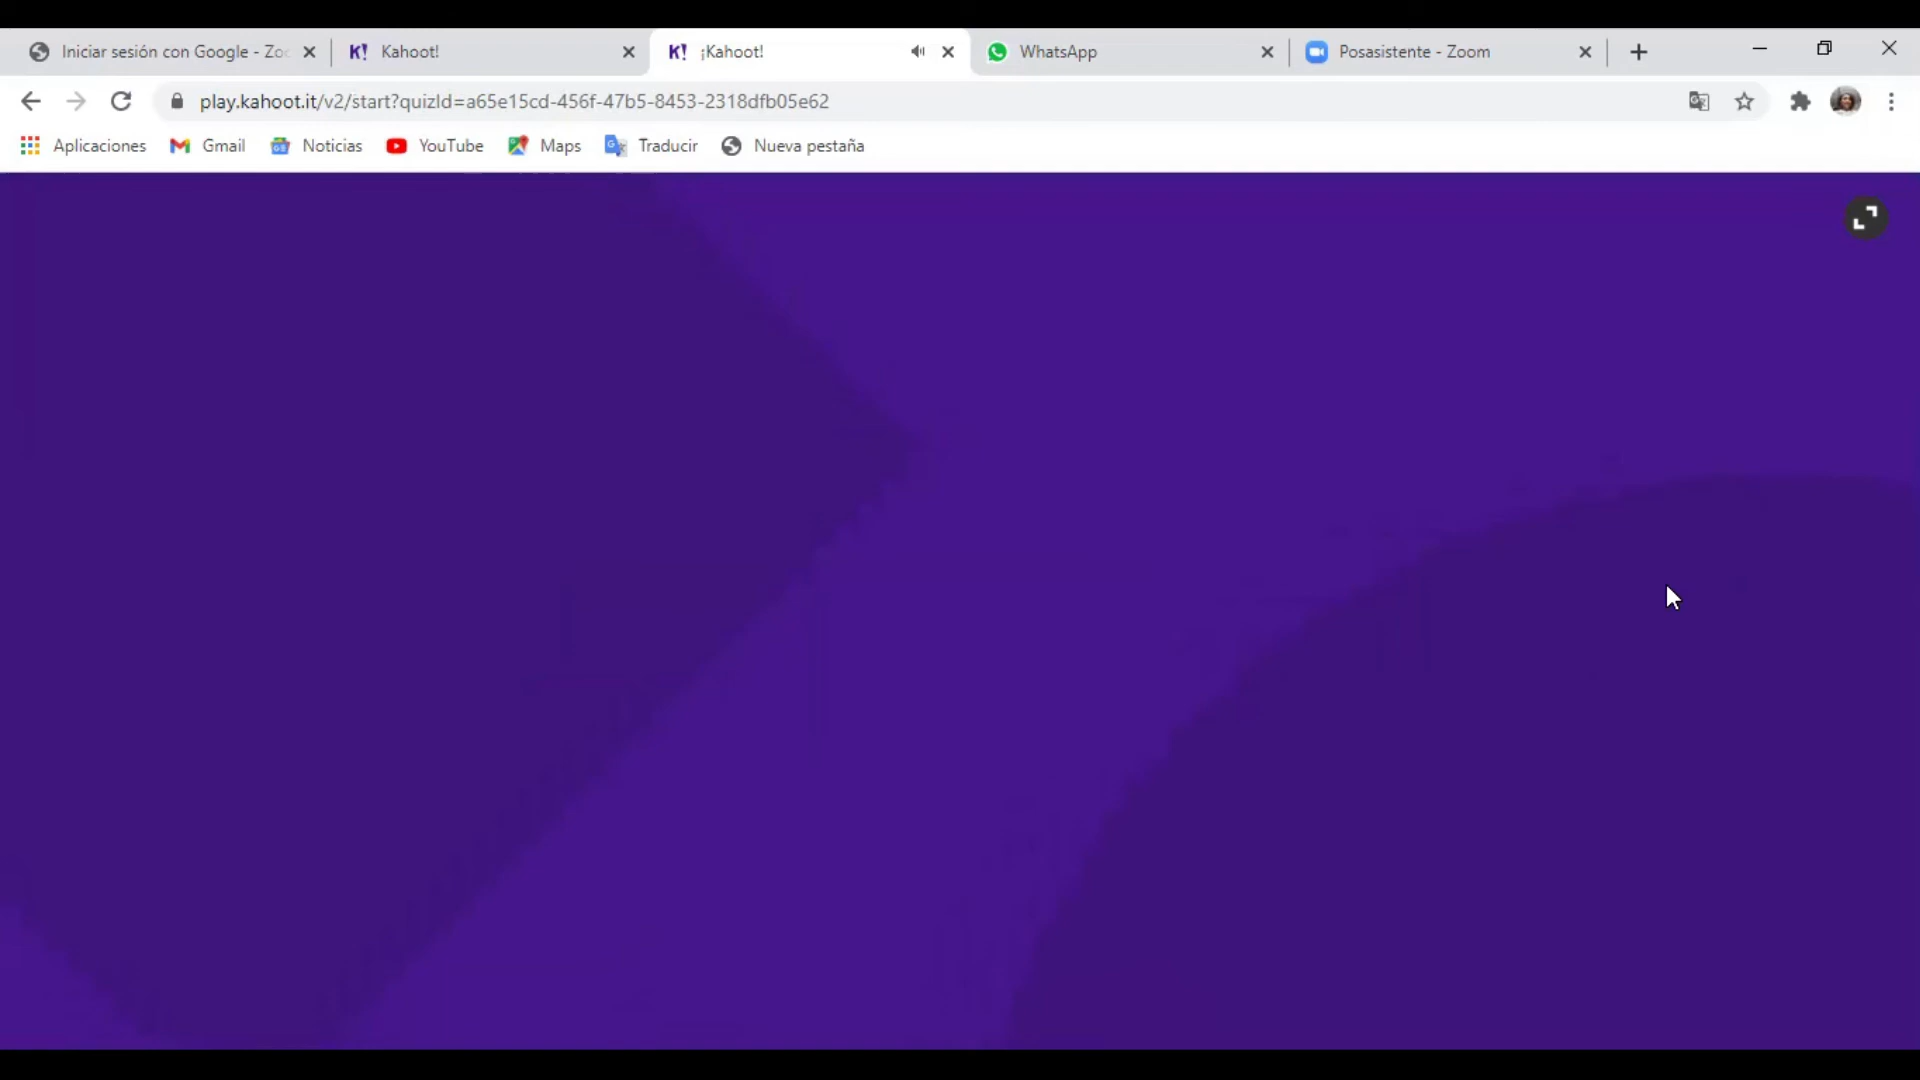 Iniciar sesión con Google - Zo
K! Kahoot!
K! ¡Kahoot!
WhatsApp
Posasistente - Zoom
play.kahoot.it/v2/start?quizId=a65e15cd-456f-47b5-8453-2318dfb05e62
Aplicaciones
Gmail
Noticias
YouTube
Maps
Traducir
Nueva pestaña